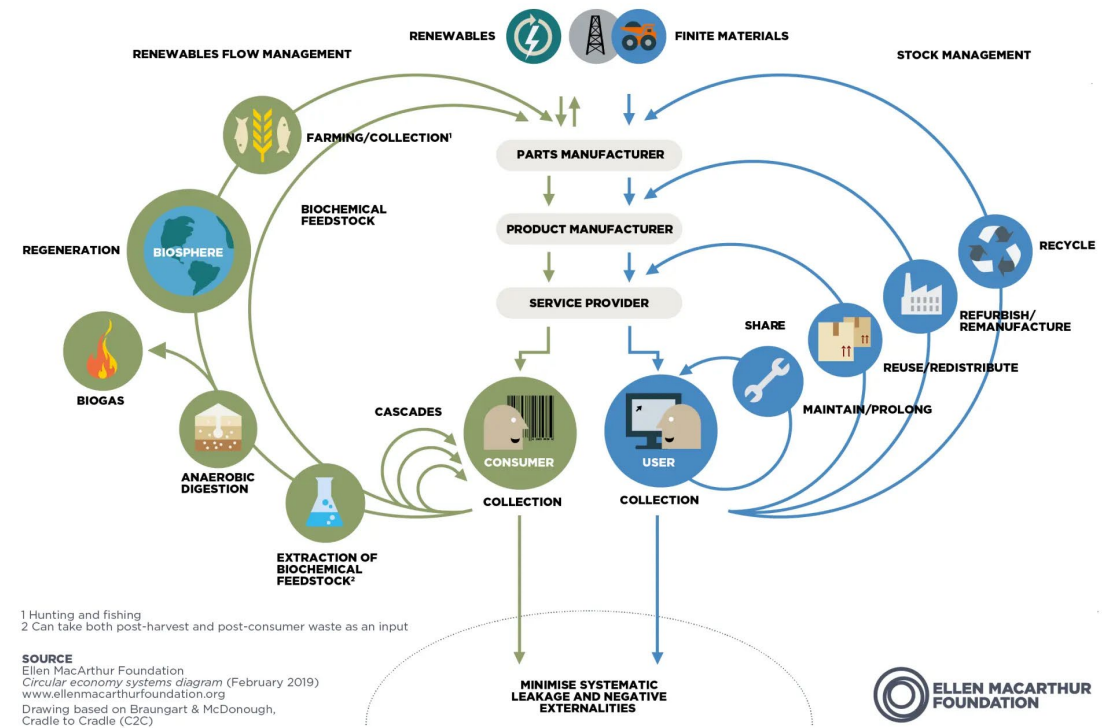 RENEWABLES
FINITE MATERIALS
RENEWABLES FLOW MANAGEMENT
STOCK MANAGEMENT
FARMING/COLLECTION¹
PARTS MANUFACTURER
BIOCHEMICAL
FEEDSTOCK
PRODUCT MANUFACTURER
REGENERATION
BIOSPHERE
RECYCLE
SERVICE PROVIDER
SHARE
REFURBISH/
REMANUFACTURE
REUSE/REDISTRIBUTE
BIOGAS
CASCADES
MAINTAIN/PROLONG
CONSUMER
USER
ANAEROBIC
DIGESTION
COLLECTION
COLLECTION
EXTRACTION OF
BIOCHEMICAL
FEEDSTOCK²
1 Hunting and fishing
2 Can take both post-harvest and post-consumer waste as an input
SOURCE
Ellen MacArthur Foundation
Circular economy systems diagram (February 2019)
www.ellenmacarthurfoundation.org
Drawing based on Braungart & McDonough,
Cradle to Cradle (C2C)
MINIMISE SYSTEMATIC
LEAKAGE AND NEGATIVE
EXTERNALITIES
ELLEN MACARTHUR
FOUNDATION